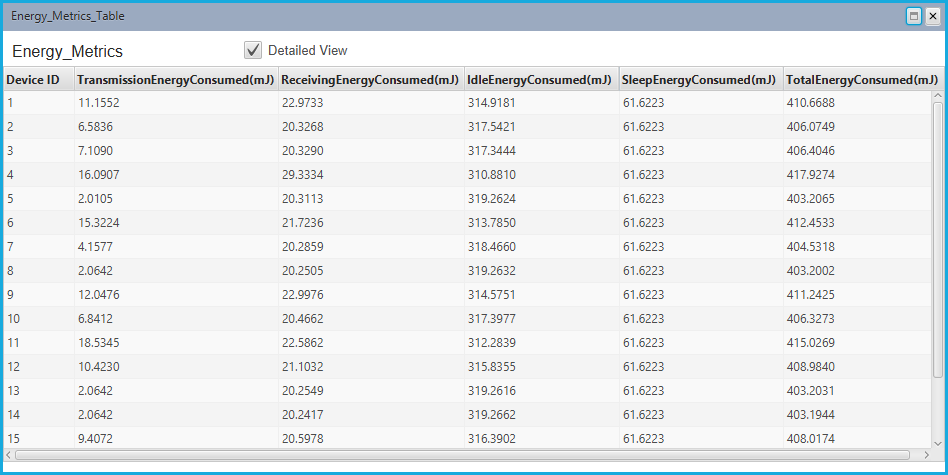 Energy_Metrics_Table
Energy_Metrics Detailed View
Device ID TransmissionEnergyConsumed(mJ) ReceivingEnergyConsumed(mJ) IdleEnergyConsumed(mJ) SleepEnergyConsumed(mJ) TotalEnergyConsumed(mJ)
1 11.1552 22.9733 314.9181 61.6223 410.6688
2 6.5836 20.3268 317.5421 61.6223 406.0749
3 7.1090 20.3290 317.3444 61.6223 406.4046
4 16.0907 29.3334 310.8810 61.6223 417.9274
5 2.0105 20.3113 319.2624 61.6223 403.2065
6 15.3224 21.7236 313.7850 61.6223 412.4533
7 4.1577 20.2859 318.4660 61.6223 404.5318
8 2.0642 20.2505 319.2632 61.6223 403.2002
9 12.0476 22.9976 314.5751 61.6223 411.2425
10 6.8412 20.4662 317.3977 61.6223 406.3273
11 18.5345 22.5862 312.2839 61.6223 415.0269
12 10.4230 21.1032 315.8355 61.6223 408.9840
13 2.0642 20.2549 319.2616 61.6223 403.2031
14 2.0642 20.2417 319.2662 61.6223 403.1944
15 9.4072 20.5978 316.3902 61.6223 408.0174